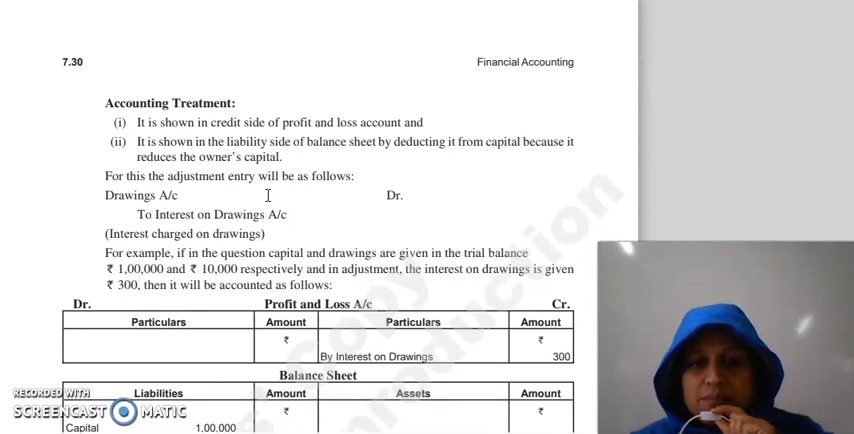 7.30 Financial Accounting
Accounting Treatment:
(i) It is shown in credit side of profit and loss account and
(ii) It is shown in the liability side of balance sheet by deducting it from capital because it
reduces the owner's capital.
For this the adjustment entry will be as follows:
Drawings A/c Dr.
To Interest on Drawings A/c
(Interest charged on drawings)
For example, if in the question capital and drawings are given in the trial balance
₹ 1,00,000 and ₹ 10,000 respectively and in adjustment, the interest on drawings is given
₹ 300, then it will be accounted as follows:
Dr. Profit and Loss A/c Cr.
Particulars Amount Particulars Amount
₹ ₹
By Interest on Drawings 300
Balance Sheet
Liabilities Amount Assets Amount
₹ ₹
Capital 1,00,000
RECORDED WITH
SCREENCAST MATIC
Copy
production